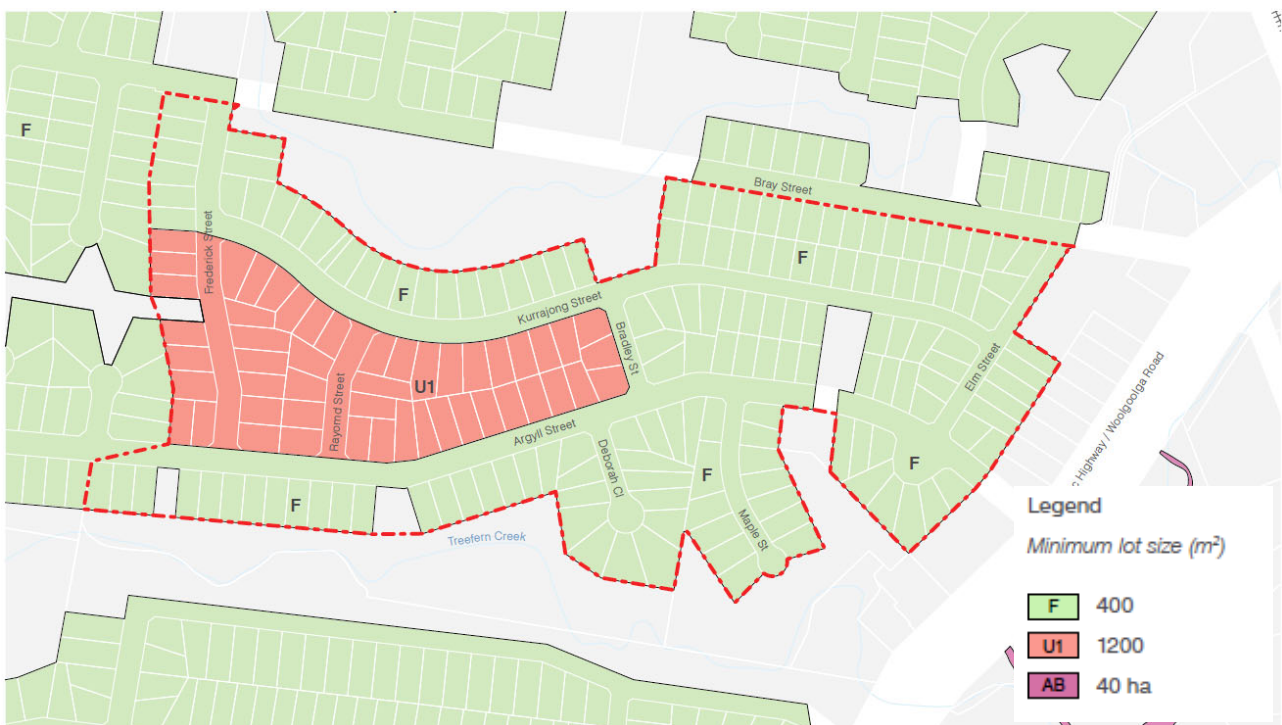 F
Bray Street
Frederick Street
F
F
Kurrajong Street
Bradley St
U1
Elm Street
Rayomd Street
Argyll Street
Deborah Cl
F
F
F
Maple St
Treefern Creek
c Highway / Woolgoolga Road
Legend
Minimum lot size (m²)
F 400
U1 1200
AB 40 ha